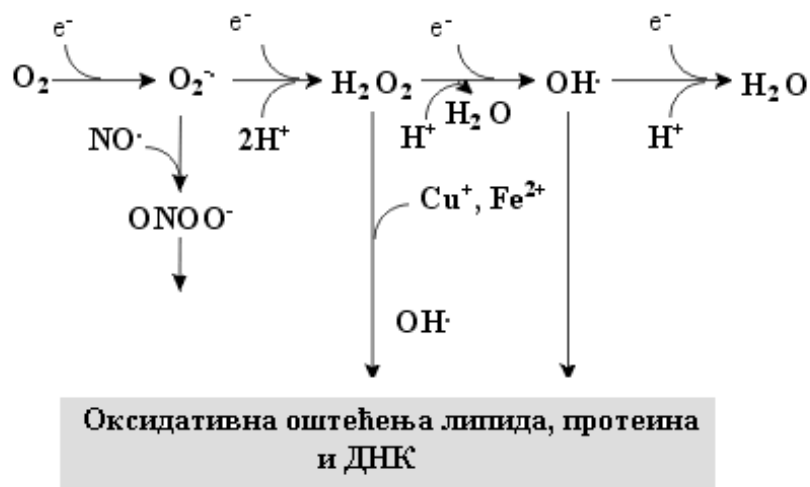 e⁻ e⁻ e⁻ e⁻
O₂ O₂⁻· H₂O₂ OH· H₂O
NO· 2H⁺ H⁺ H₂O H⁺
ONOO⁻ Cu⁺, Fe²⁺
OH·
Оксидативна оштећења липида, протеина
и ДНК